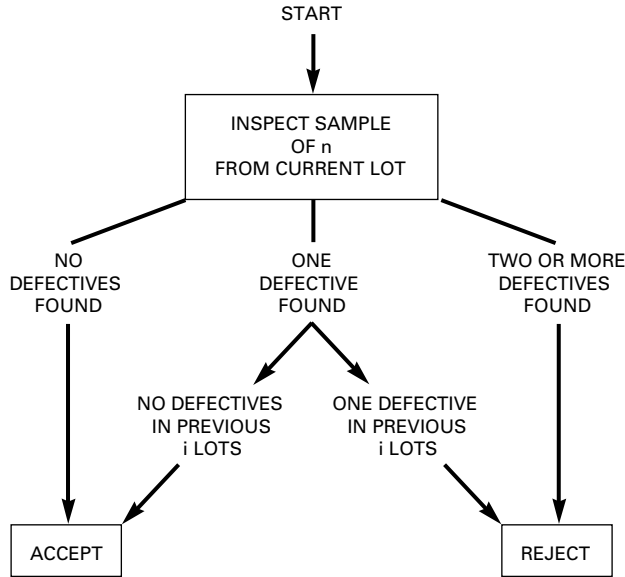 START
INSPECT SAMPLE
OF n
FROM CURRENT LOT
NO
DEFECTIVES
FOUND
ONE
DEFECTIVE
FOUND
TWO OR MORE
DEFECTIVES
FOUND
NO DEFECTIVES
IN PREVIOUS
i LOTS
ONE DEFECTIVE
IN PREVIOUS
i LOTS
ACCEPT
REJECT